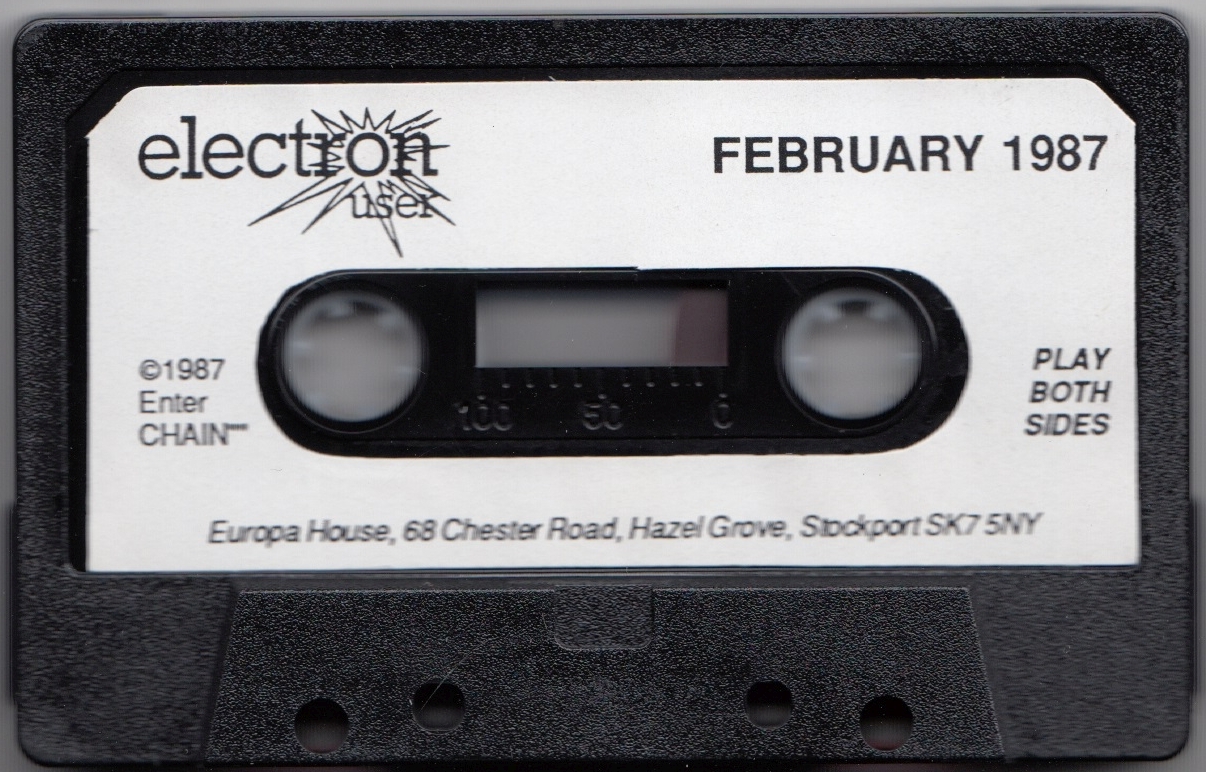 electron
user
FEBRUARY 1987
©1987
Enter
CHAIN""
PLAY
BOTH
SIDES
100 50 0
Europa House, 68 Chester Road, Hazel Grove, Stockport SK7 5NY